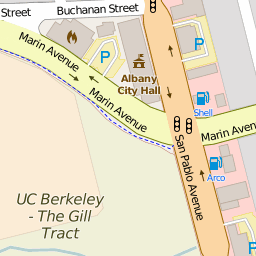 Street
Buchanan Street
Marin Avenue
P
Albany
City Hall
Marin Avenue
P
Shell
Marin Aven
San Pablo Avenue
Arco
UC Berkeley
- The Gill
Tract
P